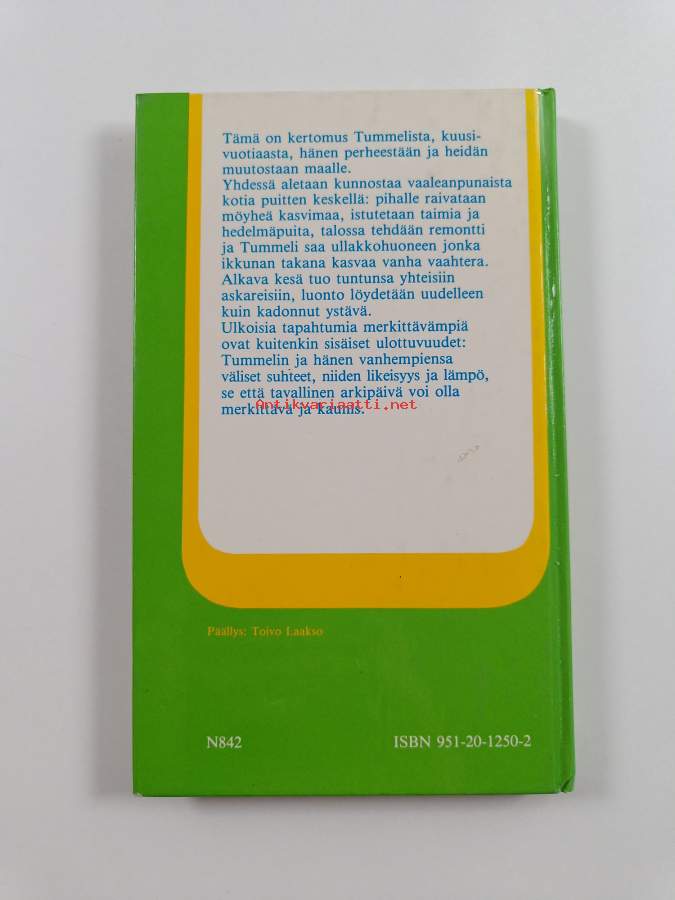 Tämä on kertomus Tummelista, kuusi-
vuotiaasta, hänen perheestään ja heidän
muutostaan maalle.
Yhdessä aletaan kunnostaa vaaleanpunaista
kotia puitten keskellä: pihalle raivataan
möyheä kasvimaa, istutetaan taimia ja
hedelmäpuita, talossa tehdään remontti
ja Tummeli saa ullakkohuoneen jonka
ikkunan takana kasvaa vanha vaahtera.
Alkava kesä tuo tuntunsa yhteisiin
askareisiin, luonto löydetään uudelleen
kuin kadonnut ystävä.
Ulkoisia tapahtumia merkittävämpiä
ovat kuitenkin sisäiset ulottuvuudet:
Tummelin ja hänen vanhempiensa
väliset suhteet, niiden likeisyys ja lämpö,
se että tavallinen arkipäivä voi olla
merkittävä ja kaunis.
Antikvariaatti.net
Päällys: Toivo Laakso
N842 ISBN 951-20-1250-2